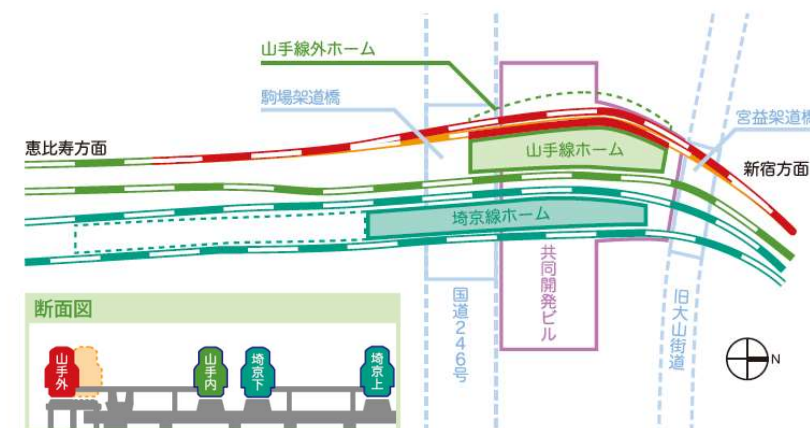 山手線外ホーム
駒場架道橋
宮益架道橋
恵比寿方面
山手線ホーム
新宿方面
埼京線ホーム
共同開発ビル
国道246号
旧大山街道
N
断面図
山手外
山手内
埼京下
埼京上